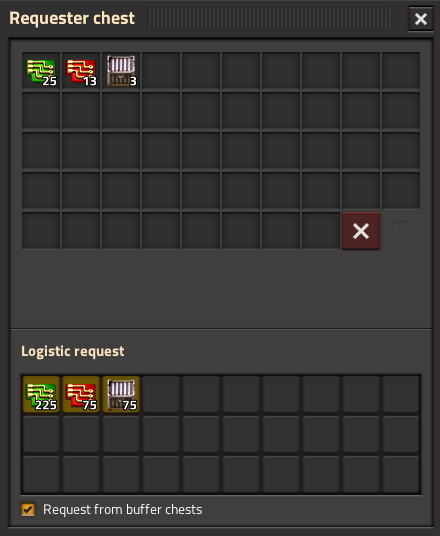 Requester chest
25 13 3
Logistic request
225 75 75
Request from buffer chests